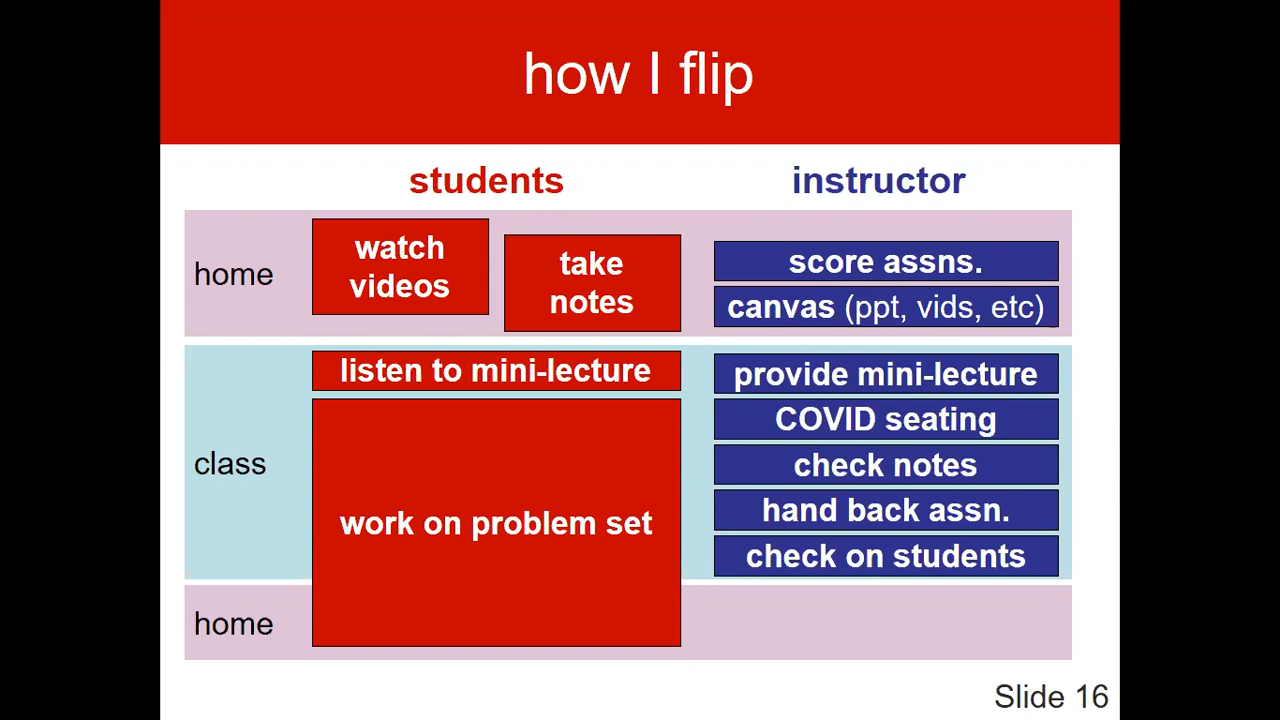 how I flip
students
instructor
home
watch
videos
take
notes
score assns.
canvas (ppt, vids, etc)
class
listen to mini-lecture
work on problem set
provide mini-lecture
COVID seating
check notes
hand back assn.
check on students
home
Slide 16